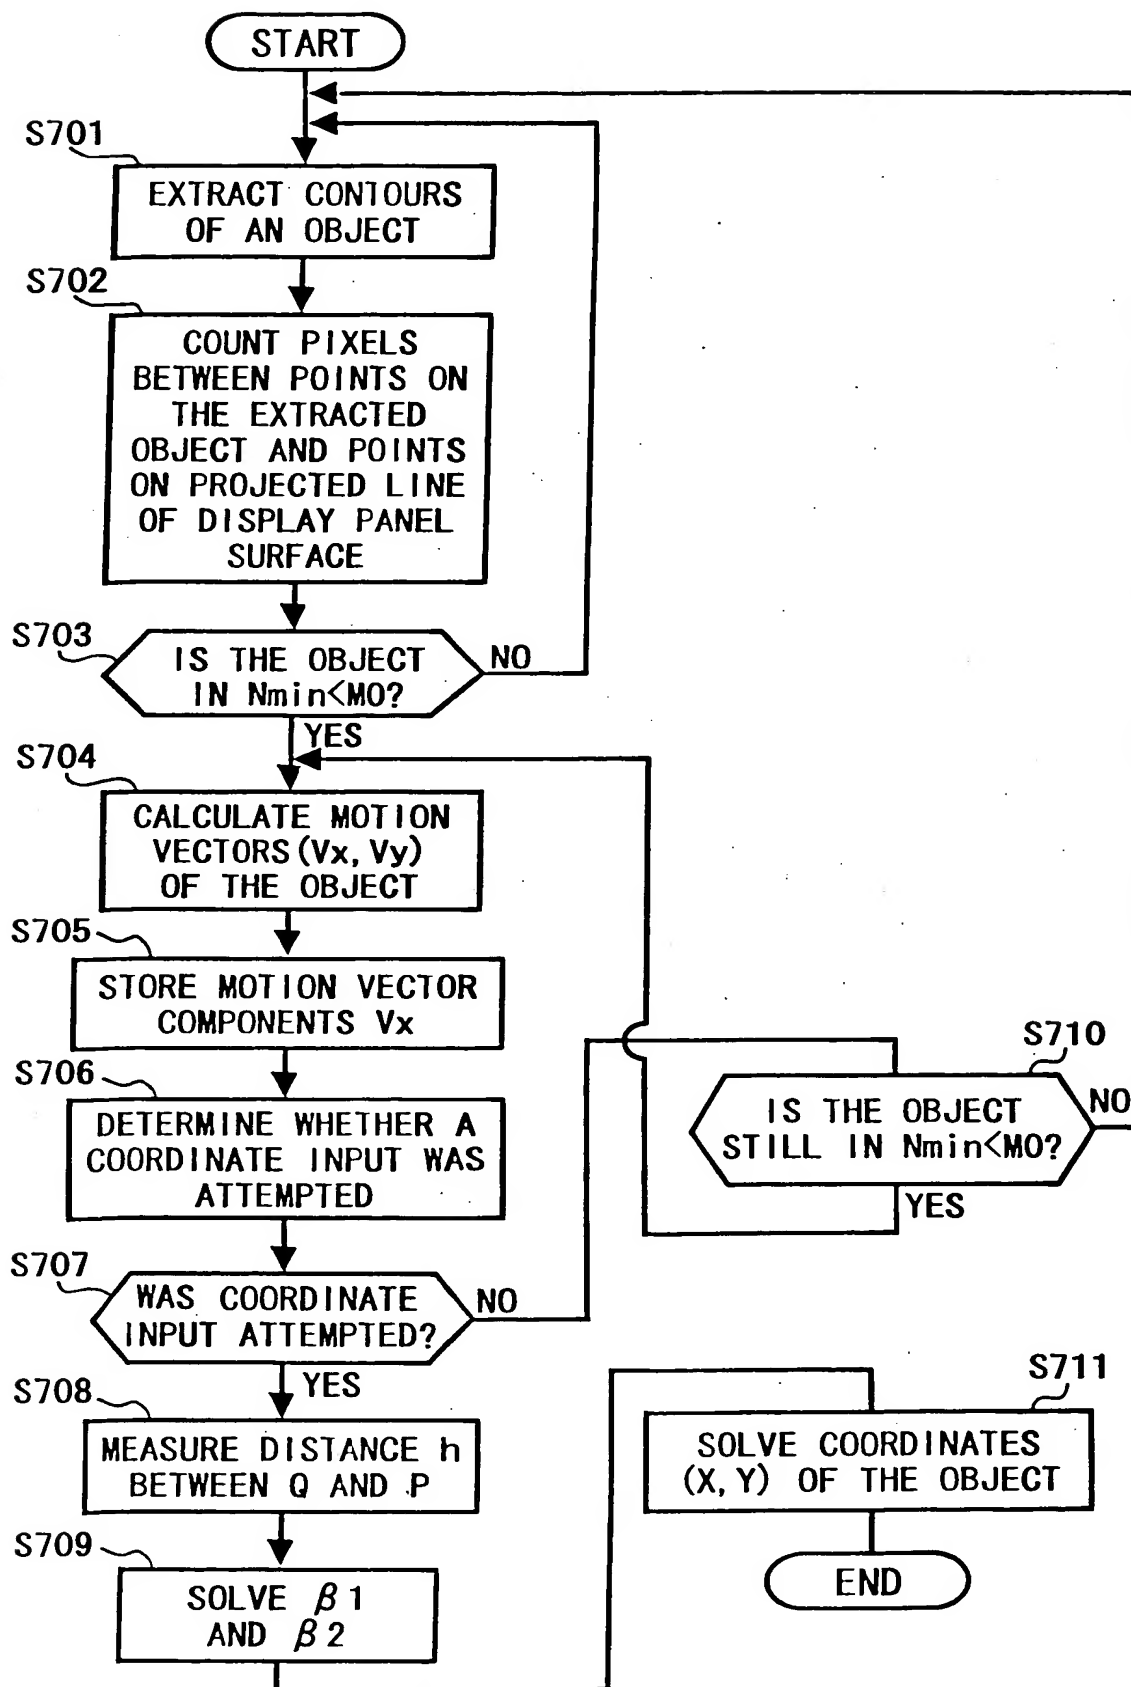 START
S701
EXTRACT CONTOURS
OF AN OBJECT
S702
COUNT PIXELS
BETWEEN POINTS ON
THE EXTRACTED
OBJECT AND POINTS
ON PROJECTED LINE
OF DISPLAY PANEL
SURFACE
S703
IS THE OBJECT
IN Nmin<M0?
NO
YES
S704
CALCULATE MOTION
VECTORS (Vx, Vy)
OF THE OBJECT
S705
STORE MOTION VECTOR
COMPONENTS Vx
S706
DETERMINE WHETHER A
COORDINATE INPUT WAS
ATTEMPTED
S707
WAS COORDINATE
INPUT ATTEMPTED?
NO
YES
S708
MEASURE DISTANCE h
BETWEEN Q AND P
S709
SOLVE β1
AND β2
S710
IS THE OBJECT
STILL IN Nmin<M0?
NO
YES
S711
SOLVE COORDINATES
(X, Y) OF THE OBJECT
END